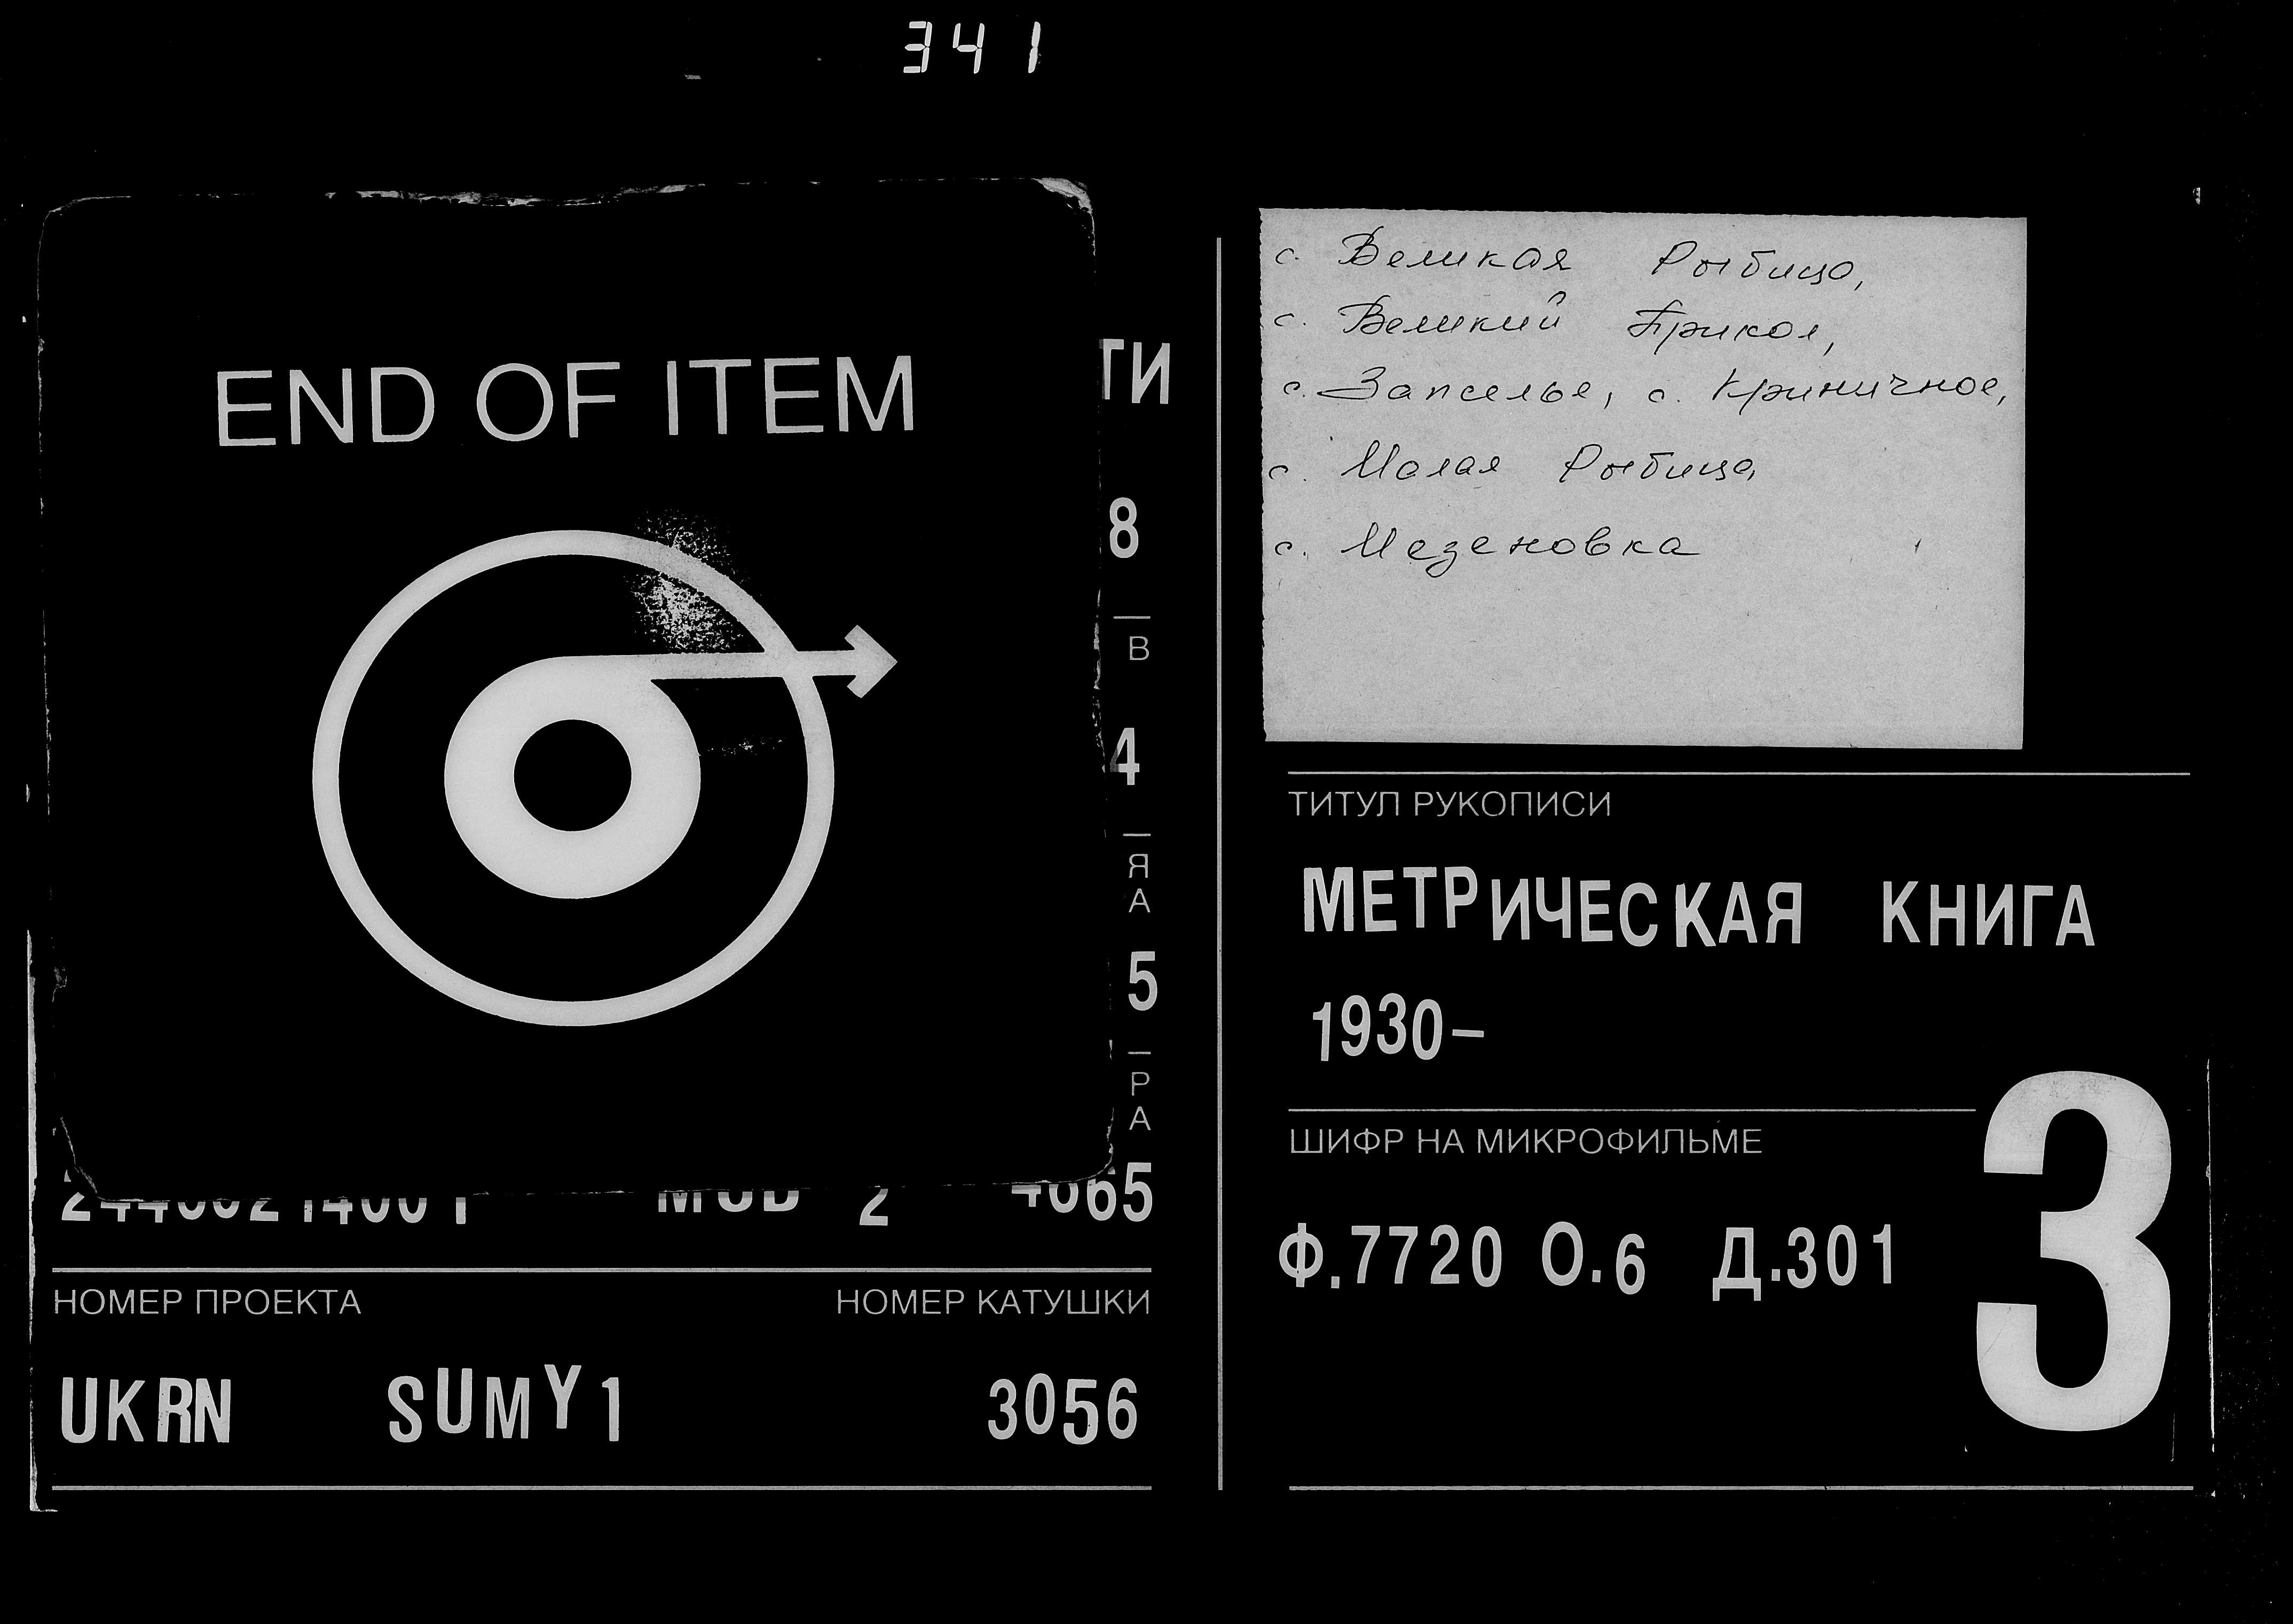 341
END OF ITEM
ТИ
8
В
4
Я
А
5
Р
А
2 4065
НОМЕР ПРОЕКТА НОМЕР КАТУШКИ
UKRN SUMY1 3056
с. Великая Рыбица,
с. Великий Прикол,
с. Запселье, с. Криничное,
с. Малая Рыбица,
с. Мезеновка
ТИТУЛ РУКОПИСИ
МЕТРИЧЕСКАЯ КНИГА
1930-
ШИФР НА МИКРОФИЛЬМЕ
Ф.7720 О.6 Д.301
3